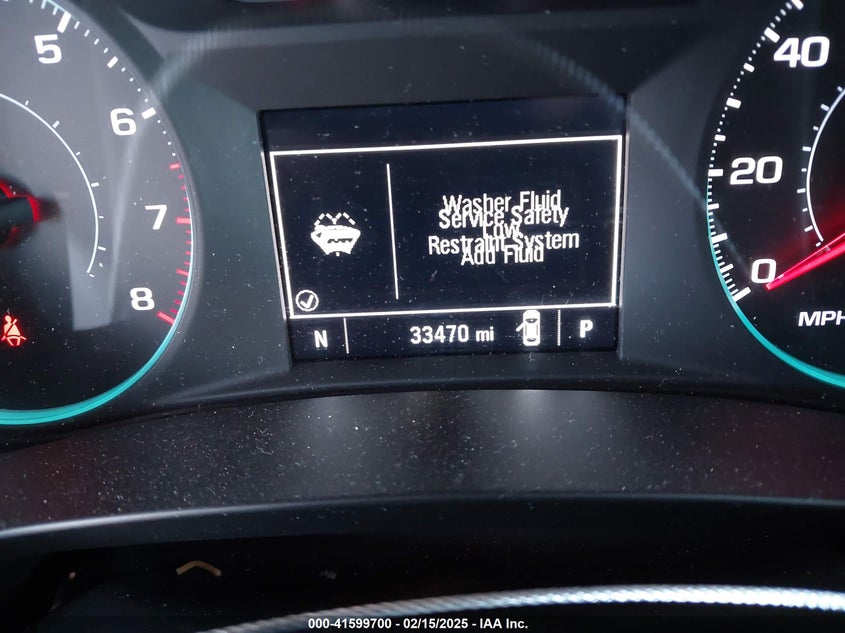 5
6
7
8
40
20
0
MPH
Washer Fluid
Service Safety
Low
Restraint System
Add Fluid
N
33470 mi
P
000-41599700 - 02/15/2025 - IAA Inc.